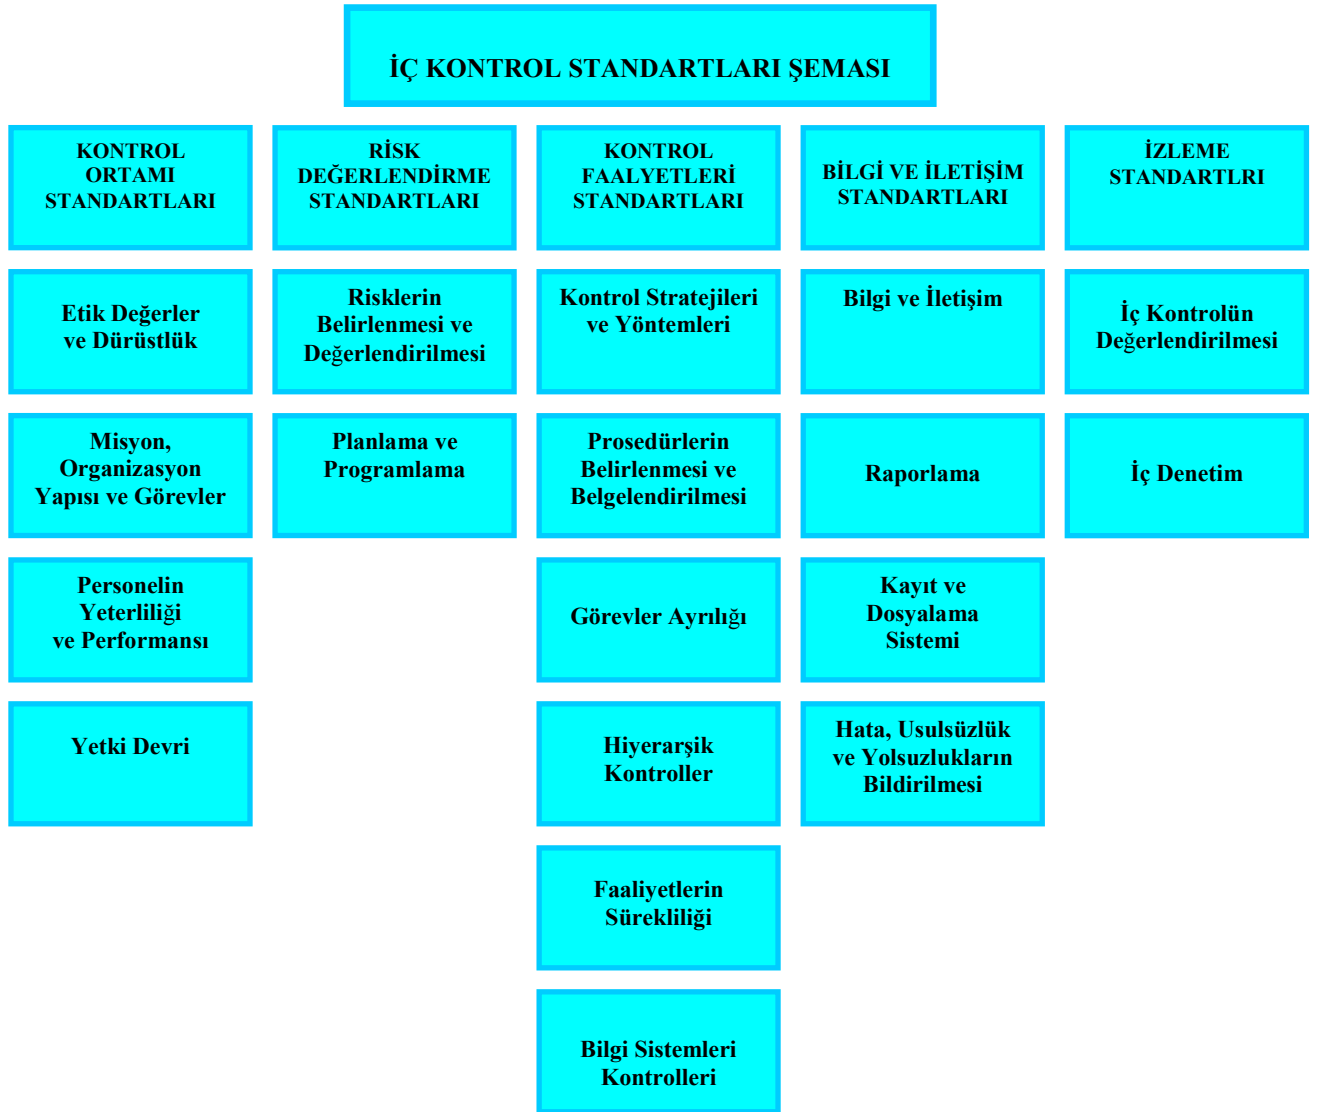 İÇ KONTROL STANDARTLARI ŞEMASI
KONTROL
ORTAMI
STANDARTLARI
RİSK
DEĞERLENDİRME
STANDARTLARI
KONTROL
FAALYETLERİ
STANDARTLARI
BİLGİ VE İLETİŞİM
STANDARTLARI
İZLEME
STANDARTLRI
Etik Değerler
ve Dürüstlük
Risklerin
Belirlenmesi ve
Değerlendirilmesi
Kontrol Stratejileri
ve Yöntemleri
Bilgi ve İletişim
İç Kontrolün
Değerlendirilmesi
Misyon,
Organizasyon
Yapısı ve Görevler
Planlama ve
Programlama
Prosedürlerin
Belirlenmesi ve
Belgelendirilmesi
Raporlama
İç Denetim
Personelin
Yeterliliği
ve Performansı
Görevler Ayrılığı
Kayıt ve
Dosyalama
Sistemi
Yetki Devri
Hiyerarşik
Kontroller
Hata, Usulsüzlük
ve Yolsuzlukların
Bildirilmesi
Faaliyetlerin
Sürekliliği
Bilgi Sistemleri
Kontrolleri